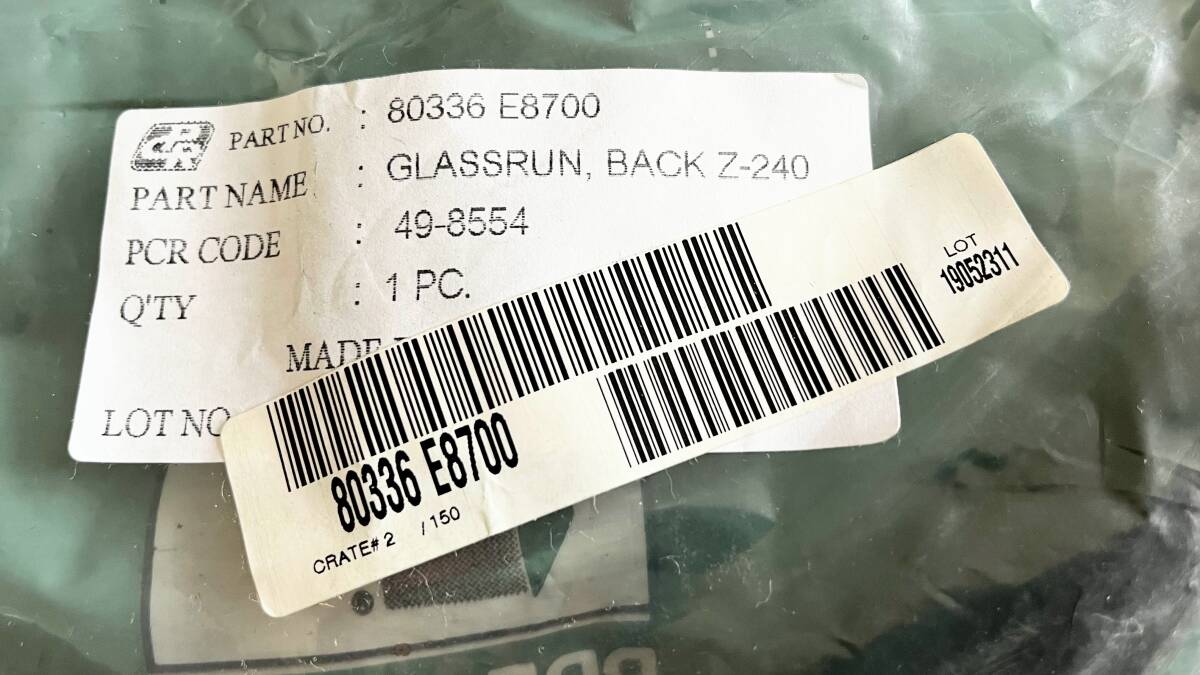 PART NO. : 80336 E8700
PART NAME : GLASSRUN, BACK Z-240
PCR CODE : 49-8554
Q'TY : 1 PC.
MADE
LOT NO
80336 E8700
CRATE# 2 /150
LOT
19052311